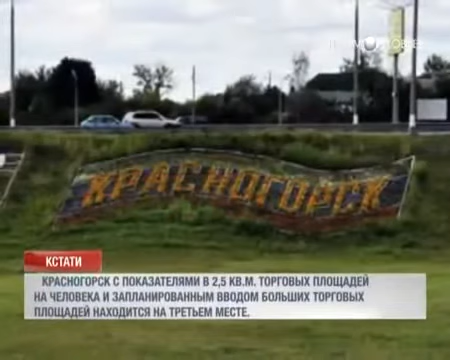 КРАСНОГОРСК
КСТАТИ
КРАСНОГОРСК С ПОКАЗАТЕЛЯМИ В 2,5 КВ.М. ТОРГОВЫХ ПЛОЩАДЕЙ
НА ЧЕЛОВЕКА И ЗАПЛАНИРОВАННЫМ ВВОДОМ БОЛЬШИХ ТОРГОВЫХ
ПЛОЩАДЕЙ НАХОДИТСЯ НА ТРЕТЬЕМ МЕСТЕ.